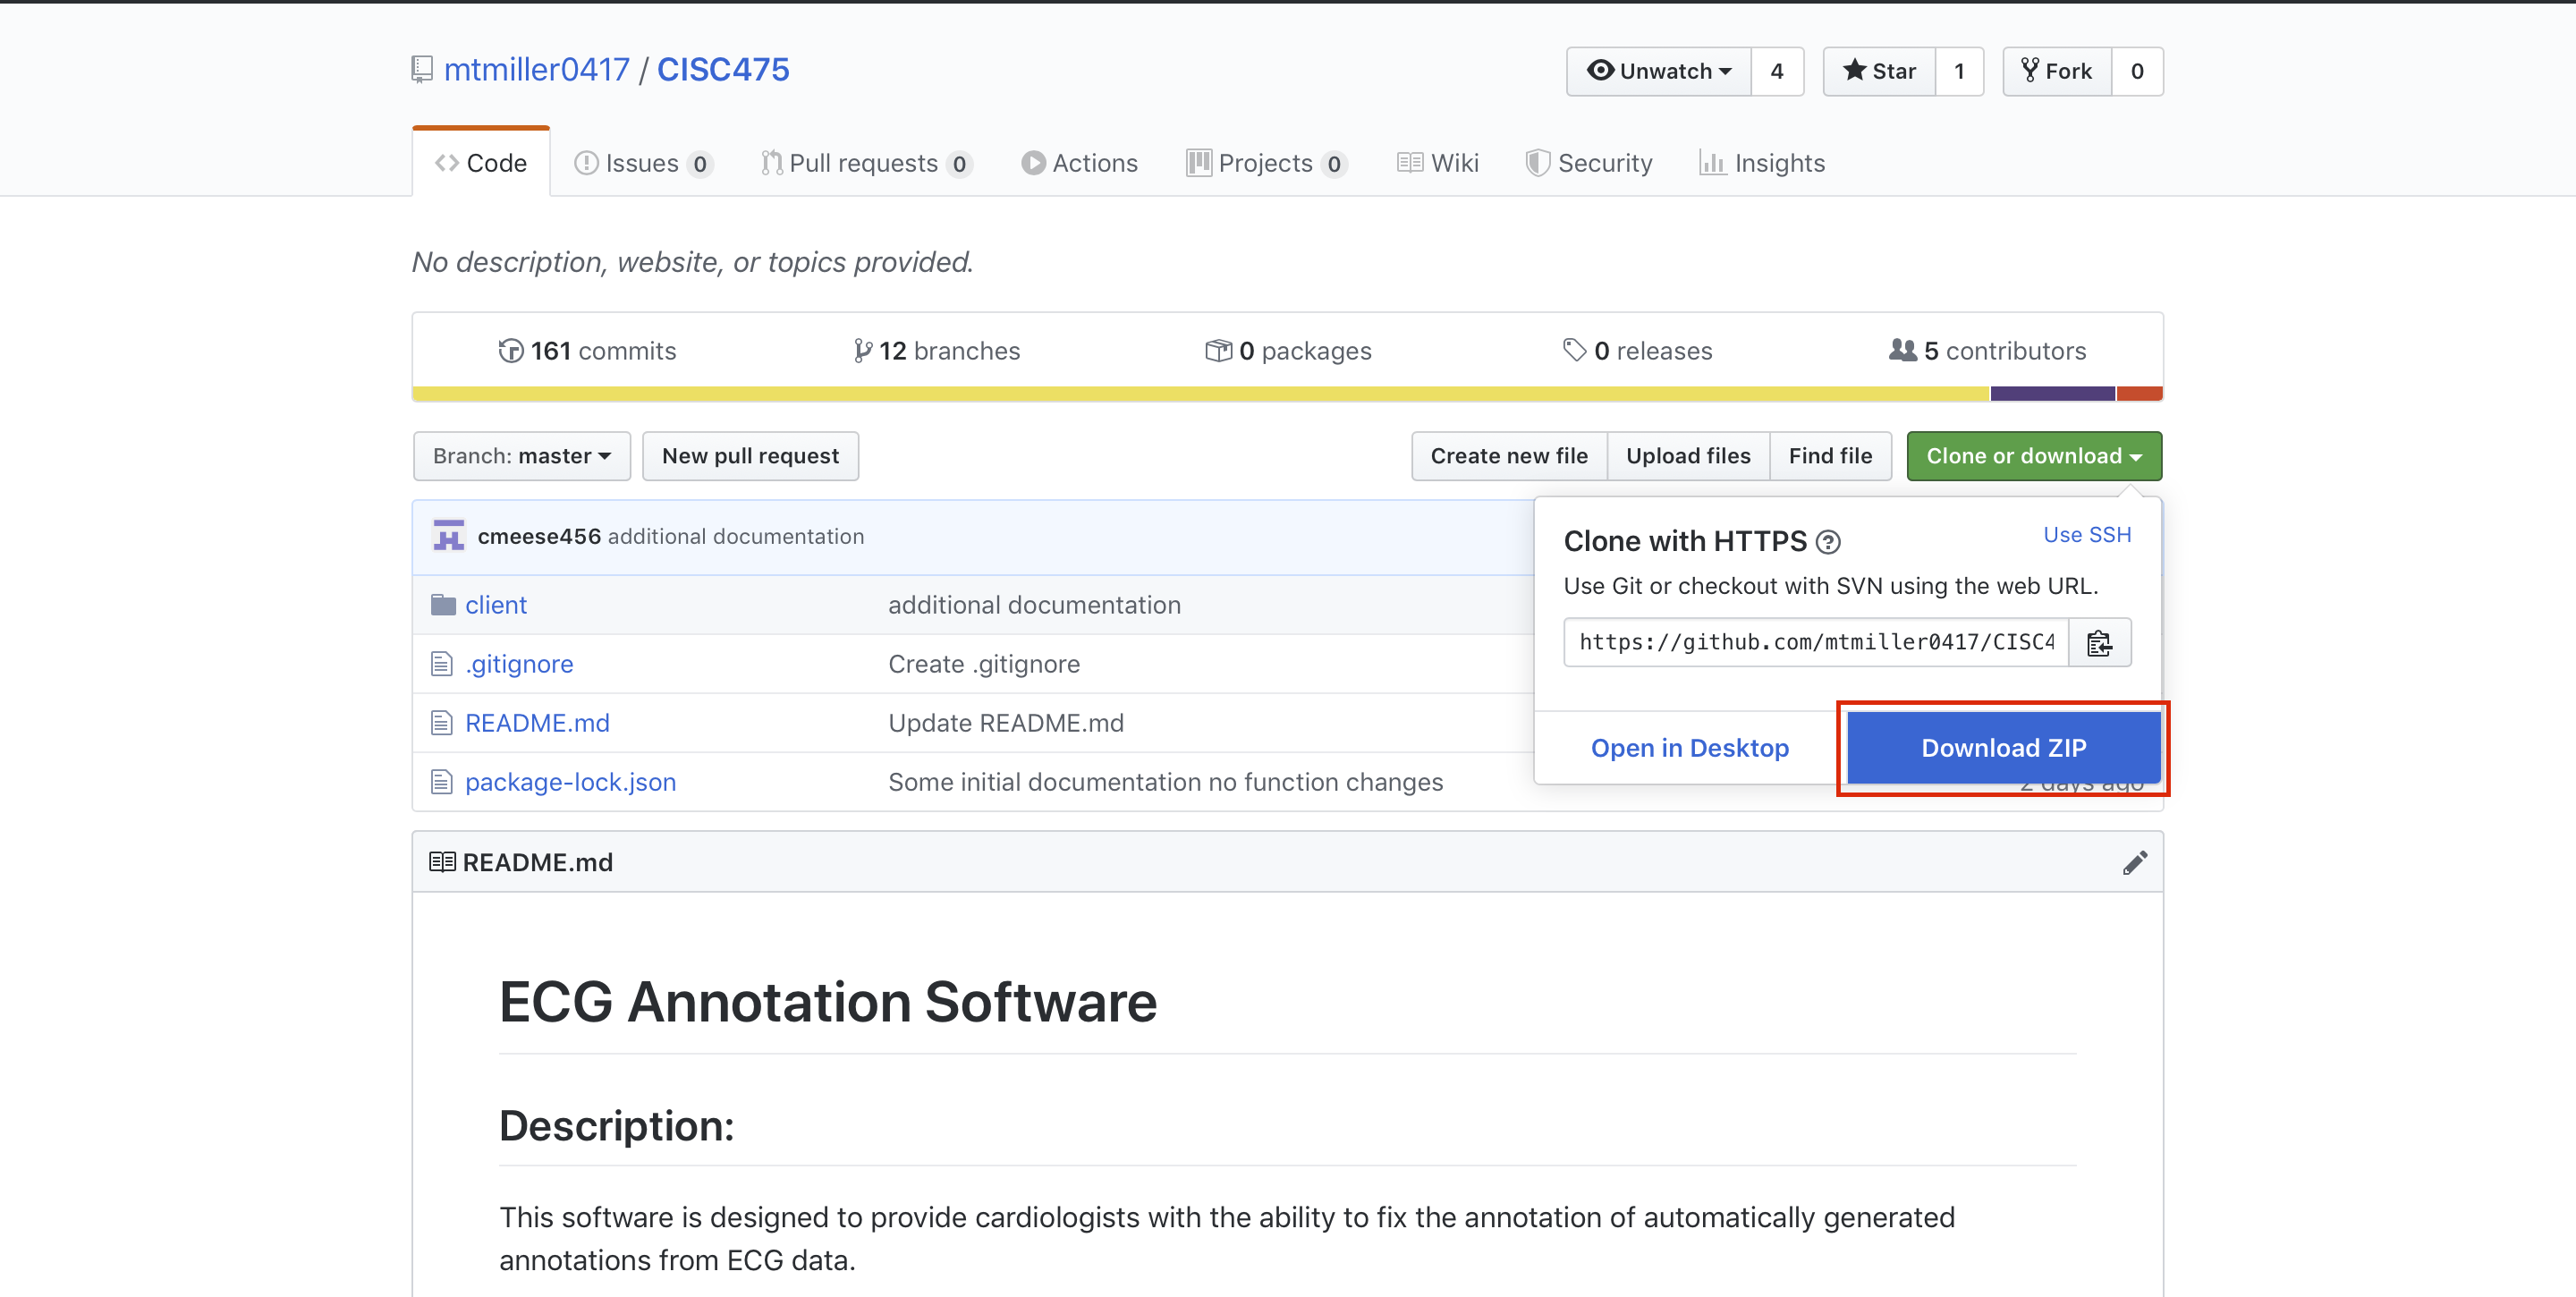 mtmiller0417 / CISC475
Unwatch 4 Star 1 Fork 0
Code Issues 0 Pull requests 0 Actions Projects 0 Wiki Security Insights
No description, website, or topics provided.
161 commits 12 branches 0 packages 0 releases 5 contributors
Branch: master New pull request Create new file Upload files Find file Clone or download
cmeese456 additional documentation
client additional documentation
.gitignore Create .gitignore
README.md Update README.md
package-lock.json Some initial documentation no function changes 2 days ago
Clone with HTTPS Use SSH
Use Git or checkout with SVN using the web URL.
https://github.com/mtmiller0417/CISC4
Open in Desktop Download ZIP
README.md
ECG Annotation Software
Description:
This software is designed to provide cardiologists with the ability to fix the annotation of automatically generated
annotations from ECG data.